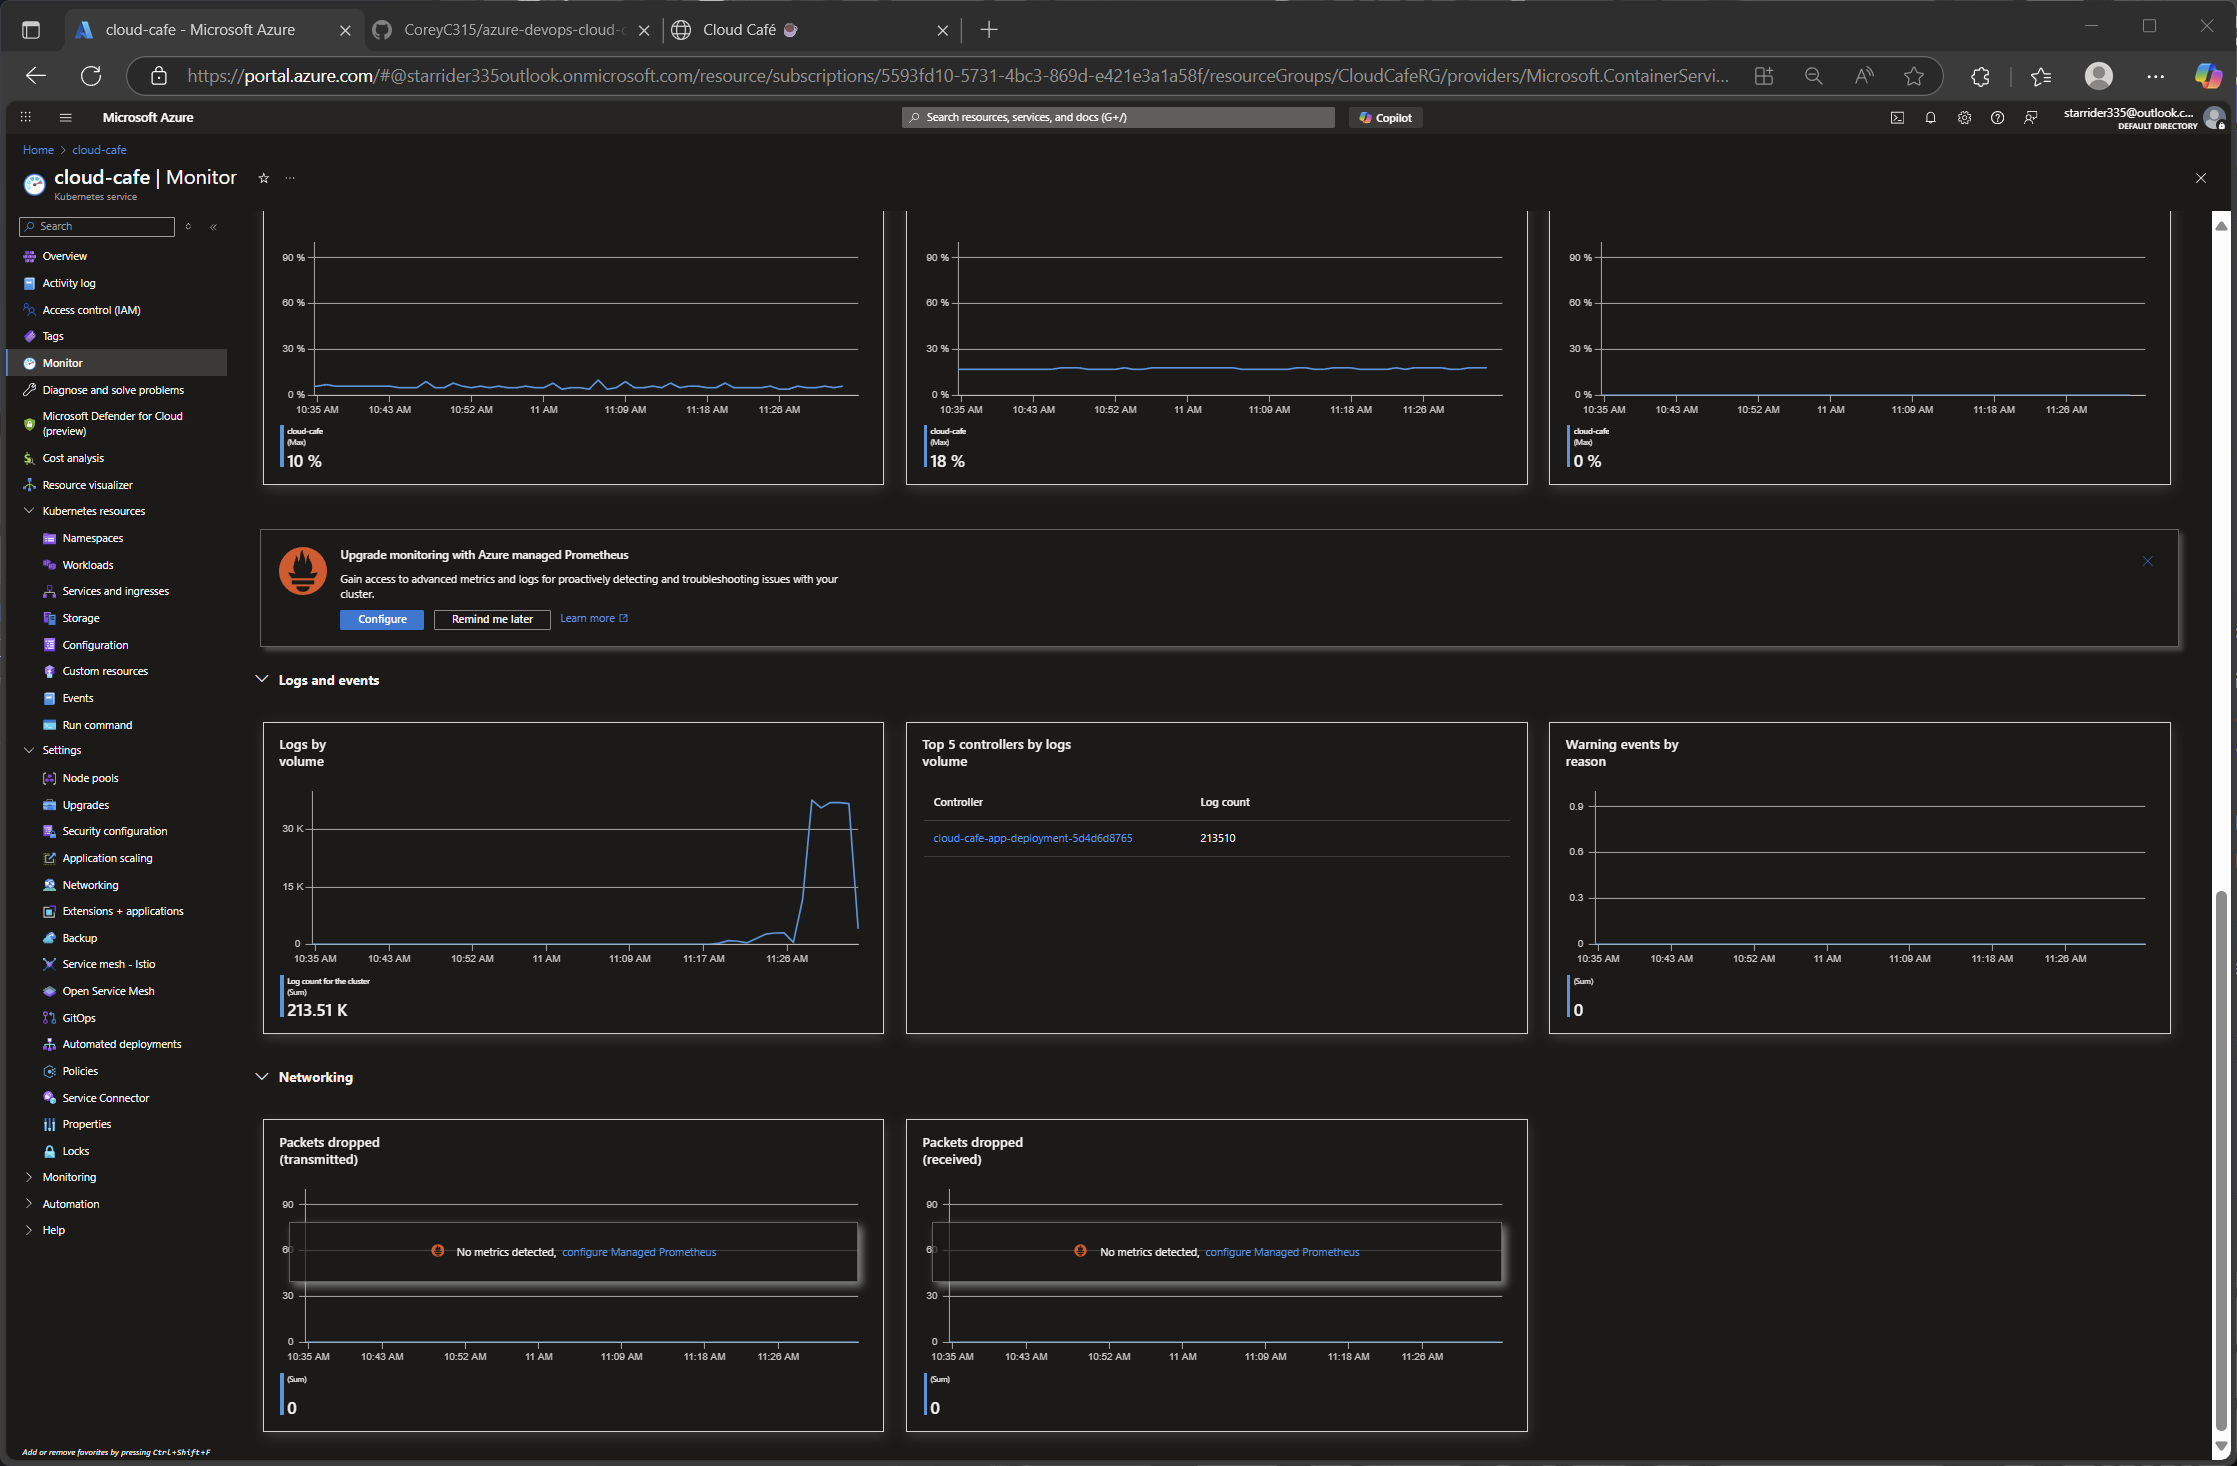 cloud-cafe - Microsoft Azure
CoreyC315/azure-devops-cloud-c
Cloud Café
https://portal.azure.com/#@starrider335outlook.onmicrosoft.com/resource/subscriptions/5593fd10-5731-4bc3-869d-e421e3a1a58f/resourceGroups/CloudCafeRG/providers/Microsoft.ContainerServi...
Microsoft Azure
Search resources, services, and docs (G+/)
Copilot
starrider335@outlook.c...
DEFAULT DIRECTORY
Home > cloud-cafe
cloud-cafe | Monitor
Kubernetes service
Search
Overview
Activity log
Access control (IAM)
Tags
Monitor
Diagnose and solve problems
Microsoft Defender for Cloud
(preview)
Cost analysis
Resource visualizer
Kubernetes resources
Namespaces
Workloads
Services and ingresses
Storage
Configuration
Custom resources
Events
Run command
Settings
Node pools
Upgrades
Security configuration
Application scaling
Networking
Extensions + applications
Backup
Service mesh - Istio
Open Service Mesh
GitOps
Automated deployments
Policies
Service Connector
Properties
Locks
Monitoring
Automation
Help
Add or remove favorites by pressing Ctrl+Shift+F
90 %
60 %
30 %
0 %
10:35 AM 10:43 AM 10:52 AM 11 AM 11:09 AM 11:18 AM 11:26 AM
cloud-cafe
(Max)
10 %
90 %
60 %
30 %
0 %
10:35 AM 10:43 AM 10:52 AM 11 AM 11:09 AM 11:18 AM 11:26 AM
cloud-cafe
(Max)
18 %
90 %
60 %
30 %
0 %
10:35 AM 10:43 AM 10:52 AM 11 AM 11:09 AM 11:18 AM 11:26 AM
cloud-cafe
(Max)
0 %
Upgrade monitoring with Azure managed Prometheus
Gain access to advanced metrics and logs for proactively detecting and troubleshooting issues with your
cluster.
Configure
Remind me later
Learn more
Logs and events
Logs by
volume
30 K
15 K
0
10:35 AM 10:43 AM 10:52 AM 11 AM 11:09 AM 11:17 AM 11:26 AM
Log count for the cluster
(Sum)
213.51 K
Top 5 controllers by logs
volume
Controller Log count
cloud-cafe-app-deployment-5d4d6d8765 213510
Warning events by
reason
0.9
0.6
0.3
0
10:35 AM 10:43 AM 10:52 AM 11 AM 11:09 AM 11:18 AM 11:26 AM
(Sum)
0
Networking
Packets dropped
(transmitted)
90
60
No metrics detected, configure Managed Prometheus
30
0
10:35 AM 10:43 AM 10:52 AM 11 AM 11:09 AM 11:18 AM 11:26 AM
(Sum)
0
Packets dropped
(received)
90
60
No metrics detected, configure Managed Prometheus
30
0
10:35 AM 10:43 AM 10:52 AM 11 AM 11:09 AM 11:18 AM 11:26 AM
(Sum)
0